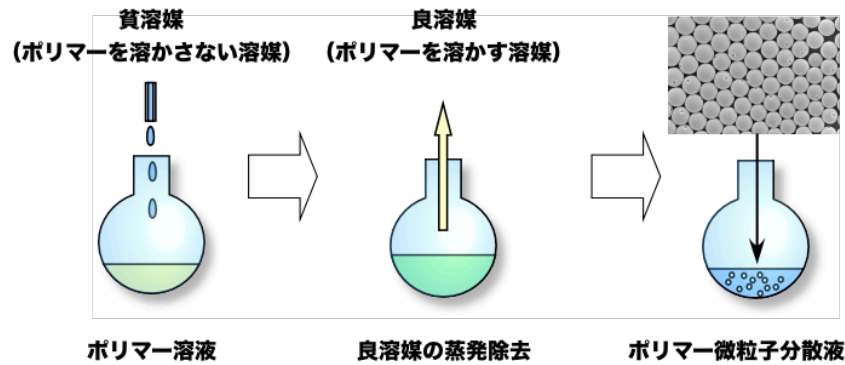 貧溶媒
（ポリマーを溶かさない溶媒）
良溶媒
（ポリマーを溶かす溶媒）
ポリマー溶液
良溶媒の蒸発除去
ポリマー微粒子分散液